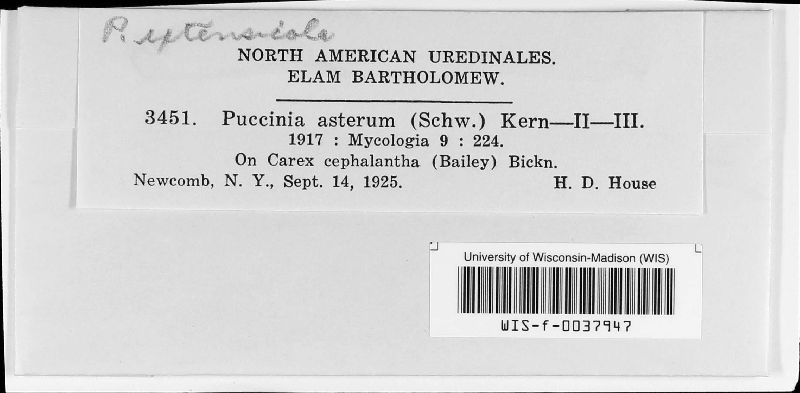 P. extensicola
NORTH AMERICAN UREDINALES.
ELAM BARTHOLOMEW.
3451. Puccinia asterum (Schw.) Kern—II—III.
1917 : Mycologia 9 : 224.
On Carex cephalantha (Bailey) Bickn.
Newcomb, N. Y., Sept. 14, 1925. H. D. House
University of Wisconsin-Madison (WIS)
WIS-f-0037947